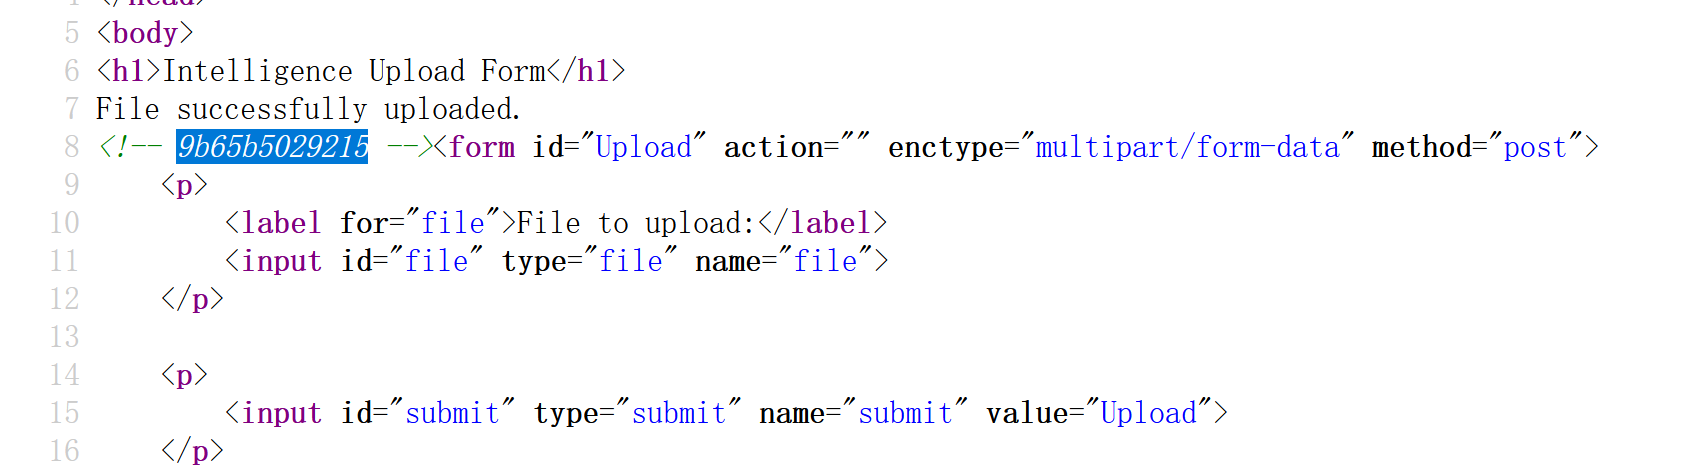 4 </head>
5 <body>
6 <h1>Intelligence Upload Form</h1>
7 File successfully uploaded.
8 <!-- 9b65b5029215 --><form id="Upload" action="" enctype="multipart/form-data" method="post">
9 <p>
10 <label for="file">File to upload:</label>
11 <input id="file" type="file" name="file">
12 </p>
13
14 <p>
15 <input id="submit" type="submit" name="submit" value="Upload">
16 </p>